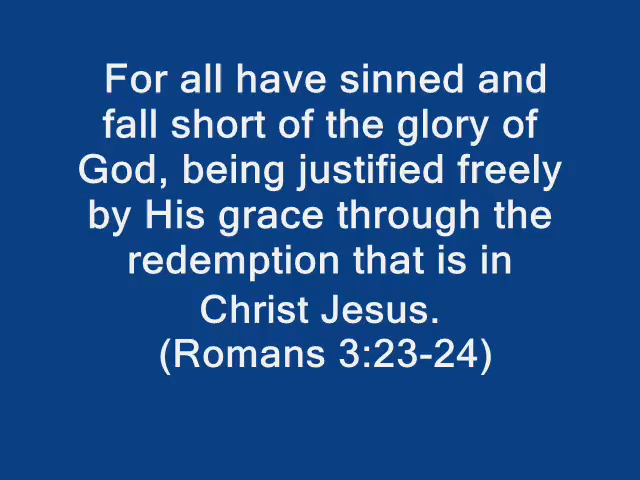 For all have sinned and
fall short of the glory of
God, being justified freely
by His grace through the
redemption that is in
Christ Jesus.
(Romans 3:23-24)